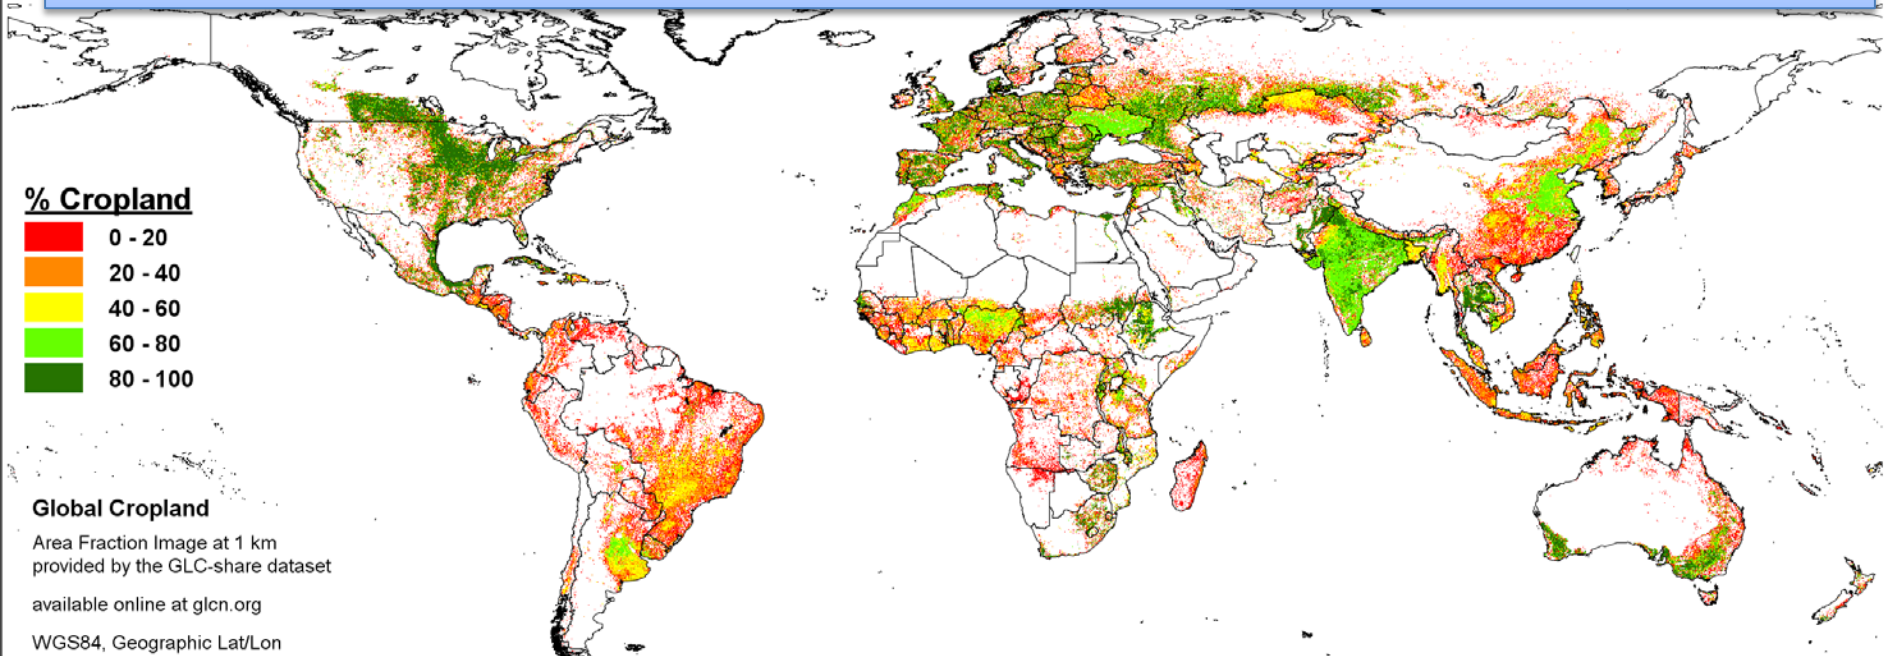 % Cropland
0 - 20
20 - 40
40 - 60
60 - 80
80 - 100
Global Cropland
Area Fraction Image at 1 km
provided by the GLC-share dataset
available online at glcn.org
WGS84, Geographic Lat/Lon